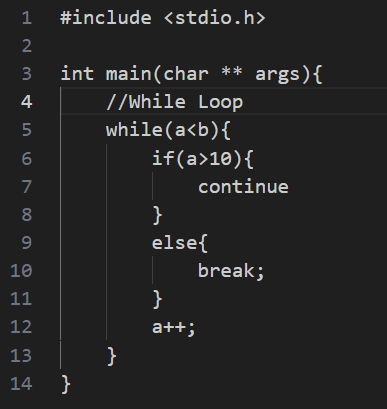 1 #include <stdio.h>
2
3 int main(char ** args){
4     //While Loop
5     while(a<b){
6         if(a>10){
7             continue
8         }
9         else{
10             break;
11         }
12         a++;
13     }
14 }